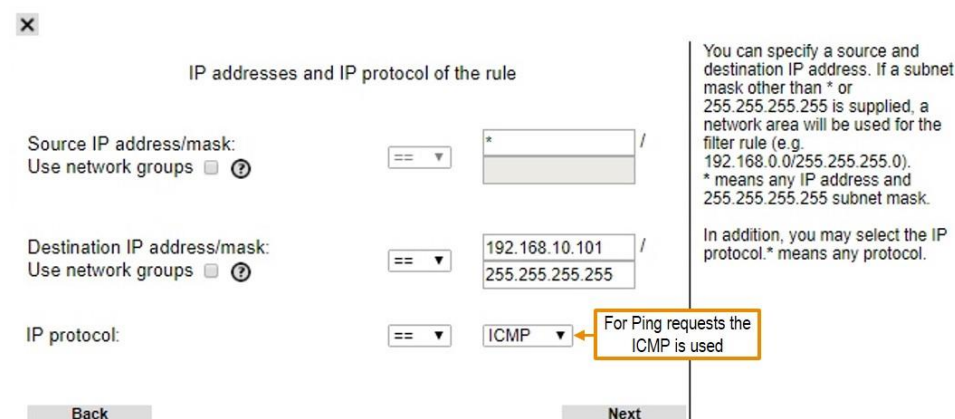 IP addresses and IP protocol of the rule
Source IP address/mask:
== * /
Use network groups
Destination IP address/mask:
== 192.168.10.101 /
Use network groups
255.255.255.255
IP protocol:
== ICMP
For Ping requests the
ICMP is used
Back
Next
You can specify a source and
destination IP address. If a subnet
mask other than * or
255.255.255.255 is supplied, a
network area will be used for the
filter rule (e.g.
192.168.0.0/255.255.255.0).
* means any IP address and
255.255.255.255 subnet mask.
In addition, you may select the IP
protocol.* means any protocol.